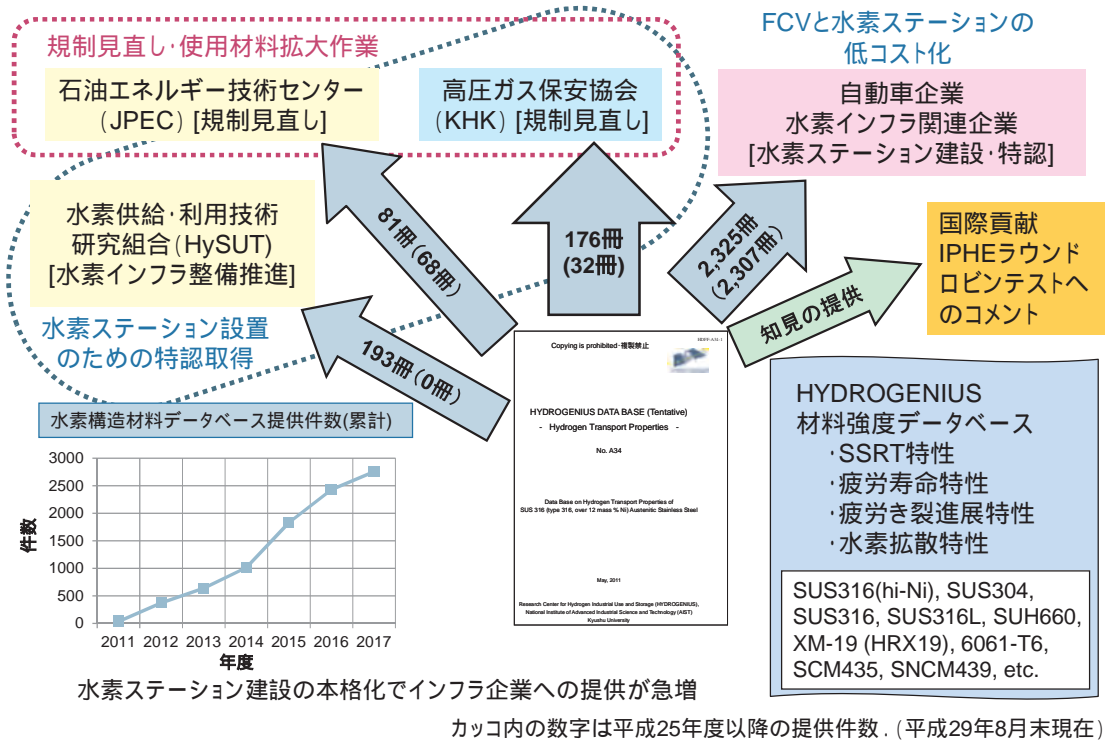 規制見直し・使用材料拡大作業
石油エネルギー技術センター
(JPEC) [規制見直し]
高圧ガス保安協会
(KHK) [規制見直し]
FCVと水素ステーションの
低コスト化
自動車企業
水素インフラ関連企業
[水素ステーション建設・特認]
水素供給・利用技術
研究組合(HySUT)
[水素インフラ整備推進]
水素ステーション設置
のための特認取得
81冊(68冊)
193冊(0冊)
176冊
(32冊)
2,325冊
(2,307冊)
知見の提供
国際貢献
IPHEラウンド
ロビンテストへ
のコメント
Copying is prohibited・複製禁止
HDPP-A34-1
HYDROGENIUS DATA BASE (Tentative)
- Hydrogen Transport Properties -
No. A34
Data Base on Hydrogen Transport Properties of
SUS 316 (type 316, over 12 mass % Ni) Austenitic Stainless Steel
May, 2011
Research Center for Hydrogen Industrial Use and Storage (HYDROGENIUS),
National Institute of Advanced Industrial Science and Technology (AIST)
Kyushu University
水素構造材料データベース提供件数(累計)
3000
2500
2000
1500
1000
500
0
件数
2011 2012 2013 2014 2015 2016 2017
年度
水素ステーション建設の本格化でインフラ企業への提供が急増
HYDROGENIUS
材料強度データベース
・SSRT特性
・疲労寿命特性
・疲労き裂進展特性
・水素拡散特性
SUS316(hi-Ni), SUS304,
SUS316, SUS316L, SUH660,
XM-19 (HRX19), 6061-T6,
SCM435, SNCM439, etc.
カッコ内の数字は平成25年度以降の提供件数.(平成29年8月末現在)